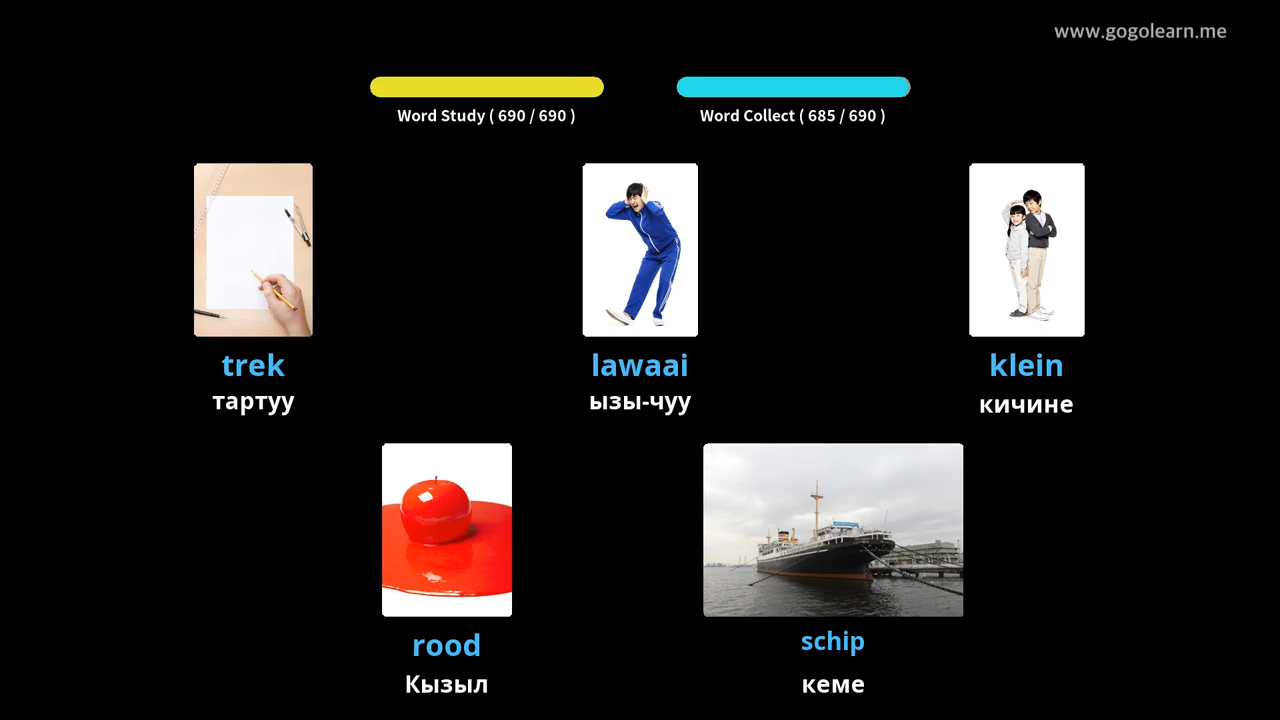 www.gogolearn.me
Word Study ( 690 / 690 )
Word Collect ( 685 / 690 )
trek
тартуу
lawaai
ызы-чуу
klein
кичине
rood
Кызыл
schip
кеме